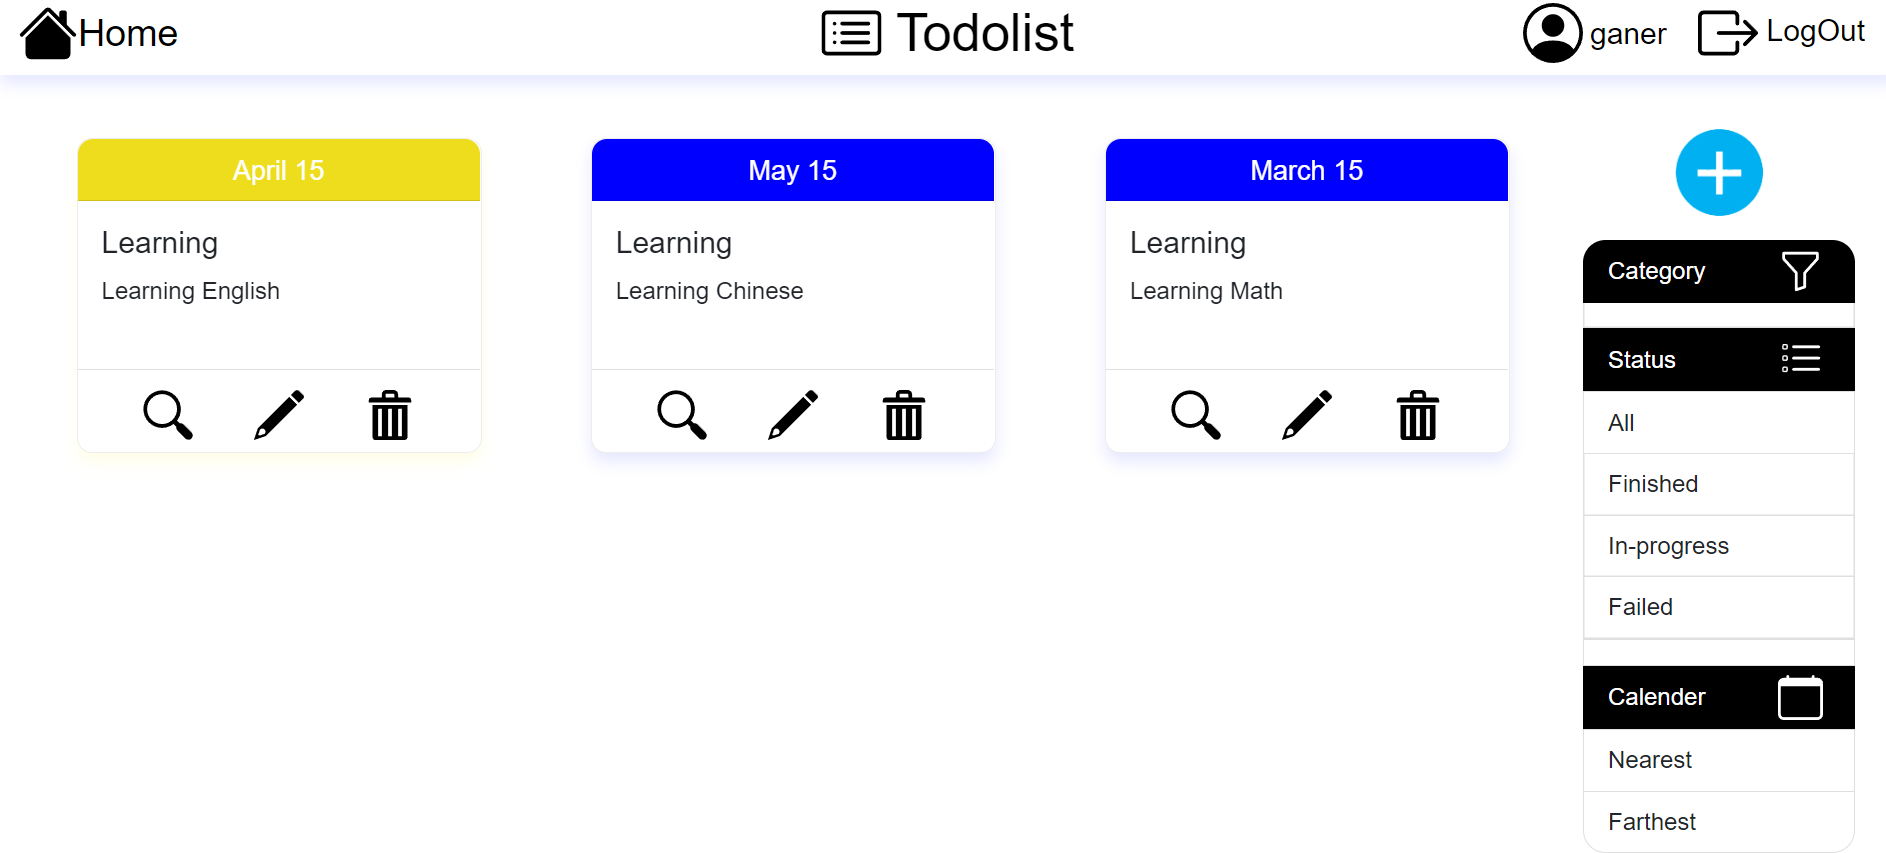 Home
Todolist
ganer
LogOut
April 15
Learning
Learning English
May 15
Learning
Learning Chinese
March 15
Learning
Learning Math
Category
Status
All
Finished
In-progress
Failed
Calender
Nearest
Farthest